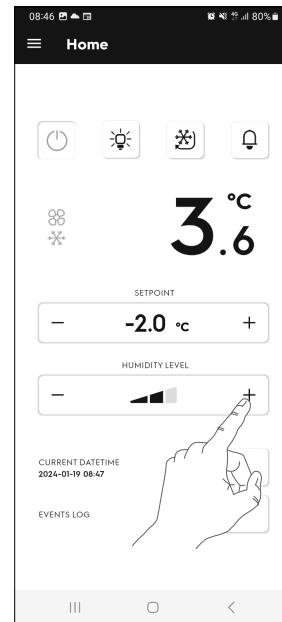 08:46 4G 80%
Home
3.6 °C
SETPOINT
− -2.0 °C +
HUMIDITY LEVEL
− +
CURRENT DATETIME
2024-01-19 08:47
EVENTS LOG